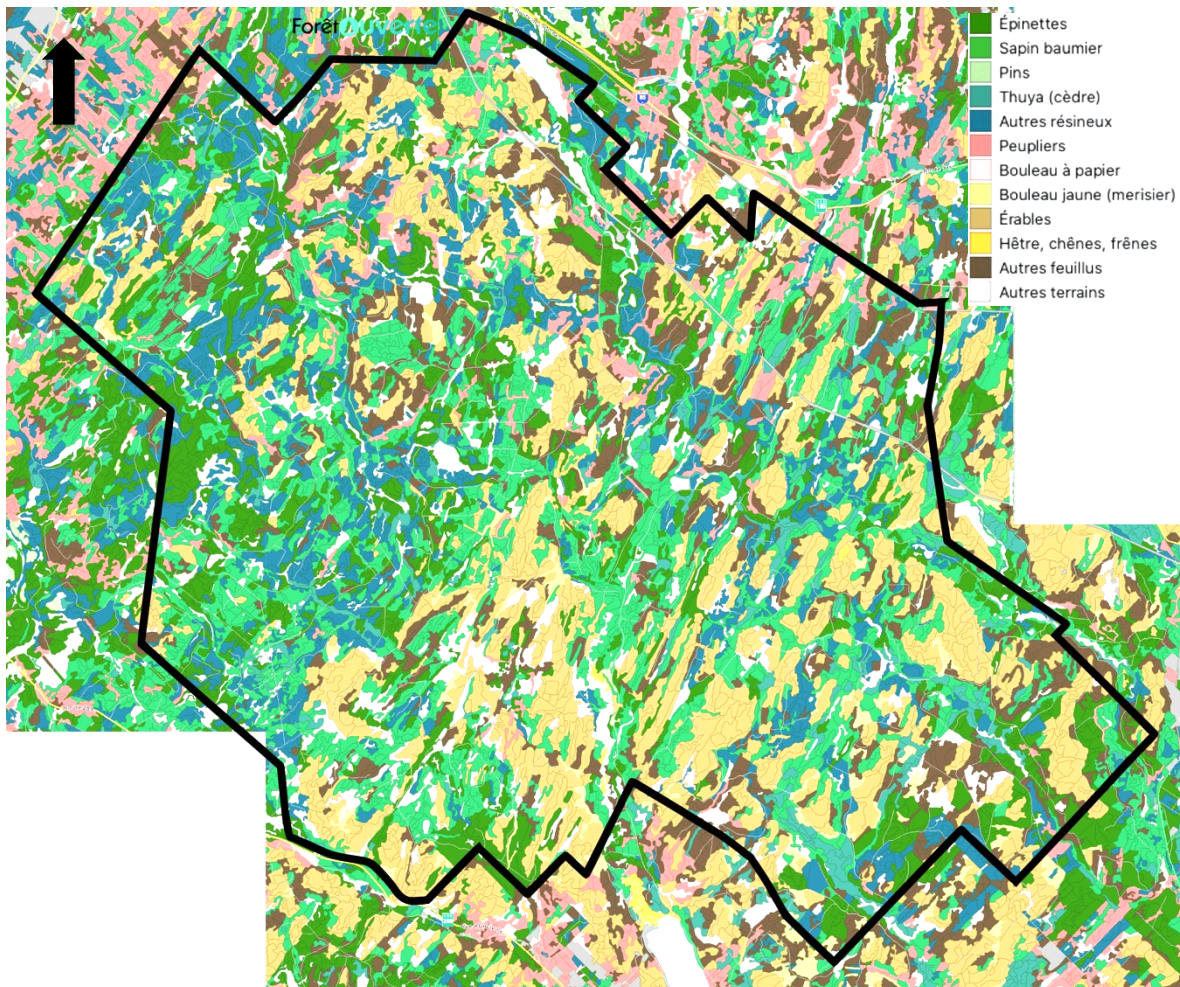 Forêt ouverte
Épinettes
Sapin baumier
Pins
Thuya (cèdre)
Autres résineux
Peupliers
Bouleau à papier
Bouleau jaune (merisier)
Érables
Hêtre, chênes, frênes
Autres feuillus
Autres terrains